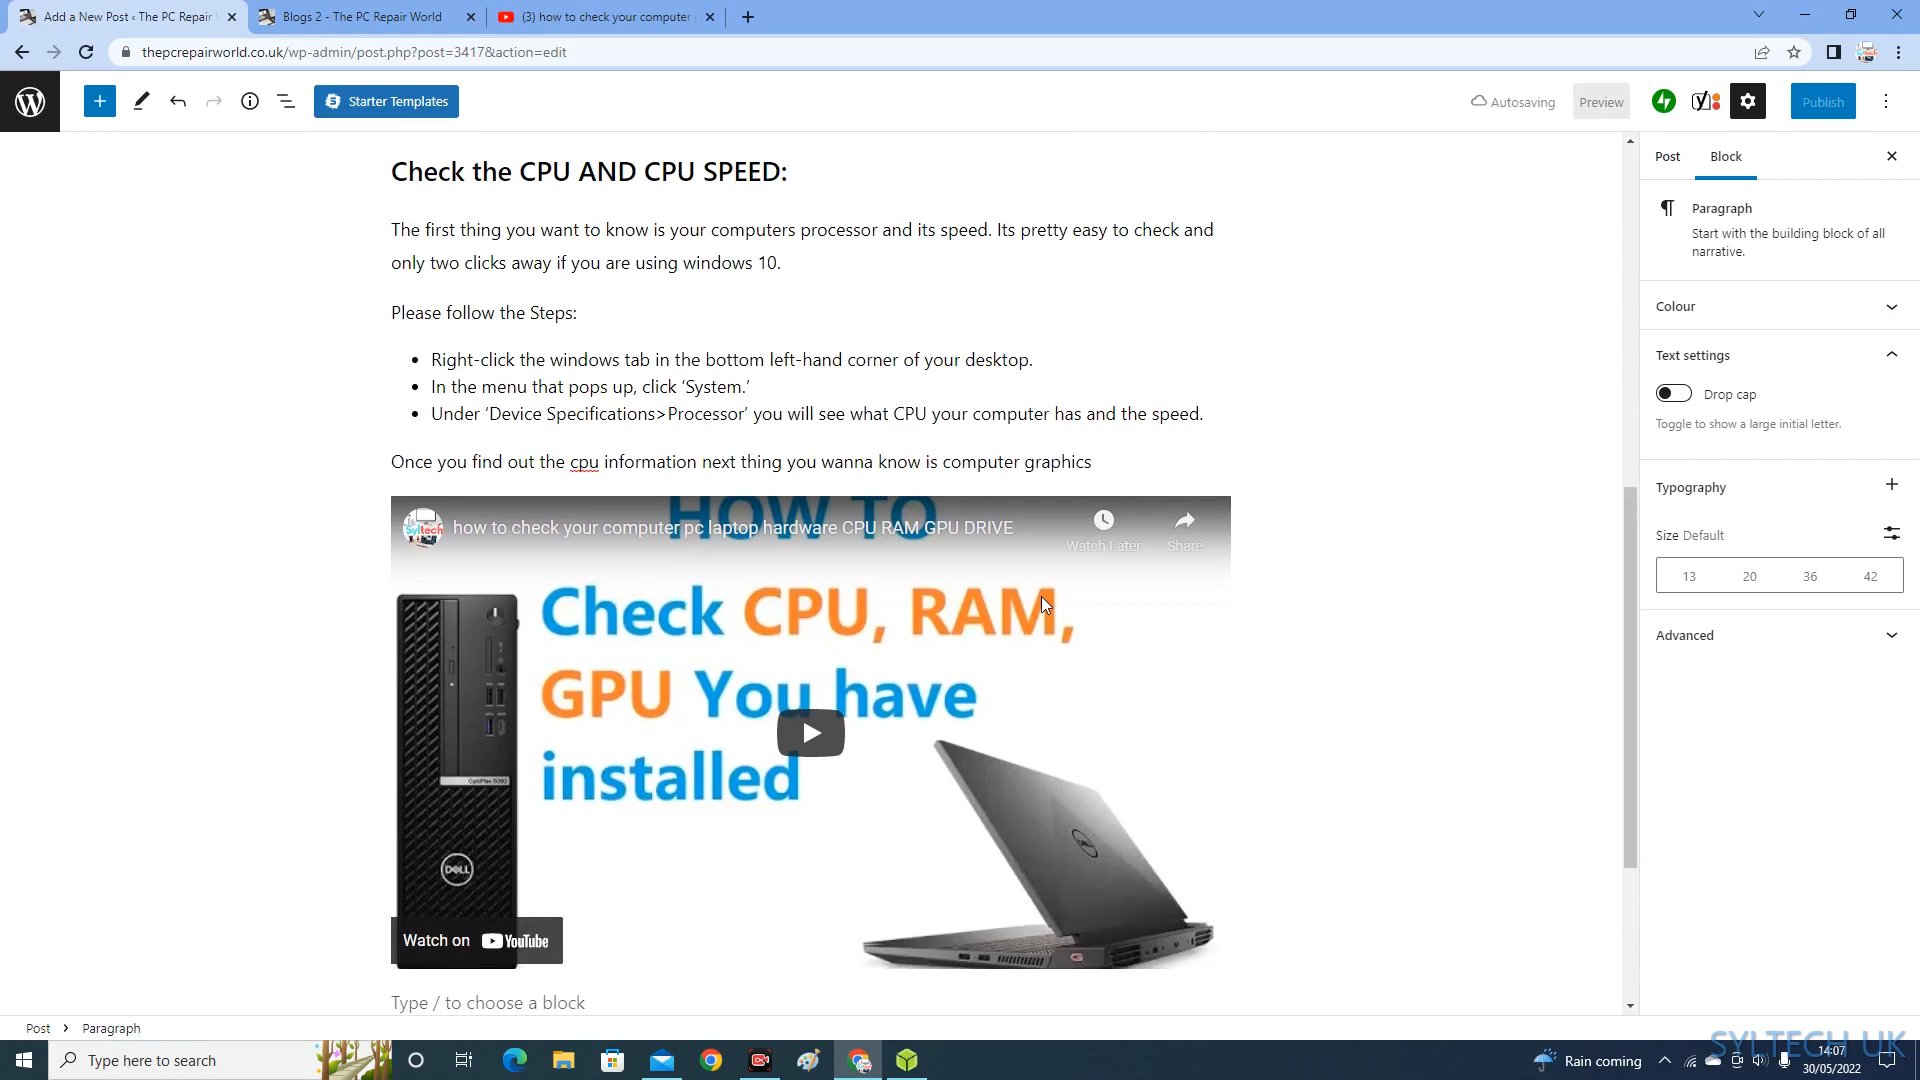 Add a New Post ‹ The PC Repair
Blogs 2 - The PC Repair World
(3) how to check your computer
thepcrepairworld.co.uk/wp-admin/post.php?post=3417&action=edit
Starter Templates
Autosaving
Preview
Publish
Check the CPU AND CPU SPEED:
The first thing you want to know is your computers processor and its speed. Its pretty easy to check and
only two clicks away if you are using windows 10.
Please follow the Steps:
• Right-click the windows tab in the bottom left-hand corner of your desktop.
• In the menu that pops up, click ‘System.’
• Under ‘Device Specifications>Processor’ you will see what CPU your computer has and the speed.
Once you find out the cpu information next thing you wanna know is computer graphics
HOW TO
Syltech
how to check your computer pc laptop hardware CPU RAM GPU DRIVE
Watch Later
Share
Check CPU, RAM,
GPU You have
installed
OptiPlex 5090
DELL
DELL
G
Watch on YouTube
Type / to choose a block
Post
Block
Paragraph
Start with the building block of all
narrative.
Colour
Text settings
Drop cap
Toggle to show a large initial letter.
Typography
Size Default
13 20 36 42
Advanced
Post > Paragraph
Type here to search
Rain coming
SYLTECH UK
14:07
30/05/2022